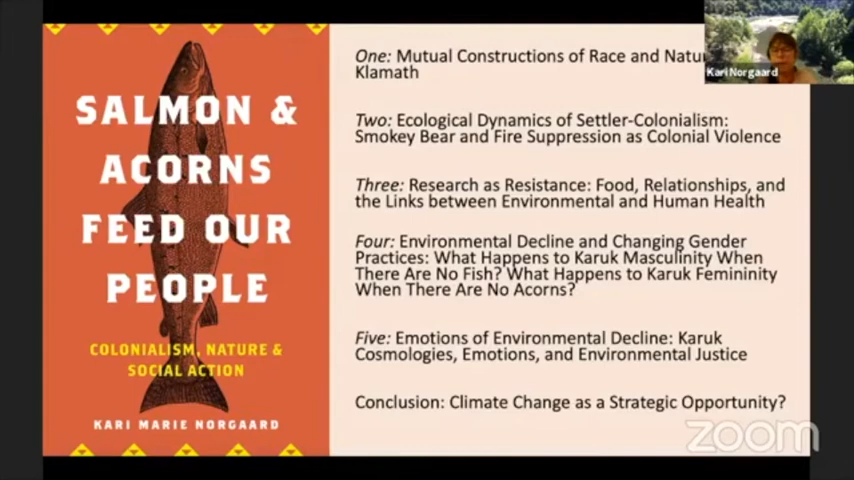 SALMON &
ACORNS
FEED OUR
PEOPLE
COLONIALISM, NATURE &
SOCIAL ACTION
KARI MARIE NORGAARD
One: Mutual Constructions of Race and
Klamath
Two: Ecological Dynamics of Settler-Colonialism:
Smokey Bear and Fire Suppression as Colonial Violence
Three: Research as Resistance: Food, Relationships, and
the Links between Environmental and Human Health
Four: Environmental Decline and Changing Gender
Practices: What Happens to Karuk Masculinity When
There Are No Fish? What Happens to Karuk Femininity
When There Are No Acorns?
Five: Emotions of Environmental Decline: Karuk
Cosmologies, Emotions, and Environmental Justice
Conclusion: Climate Change as a Strategic Opportunity?
Kari Norgaard
zoom